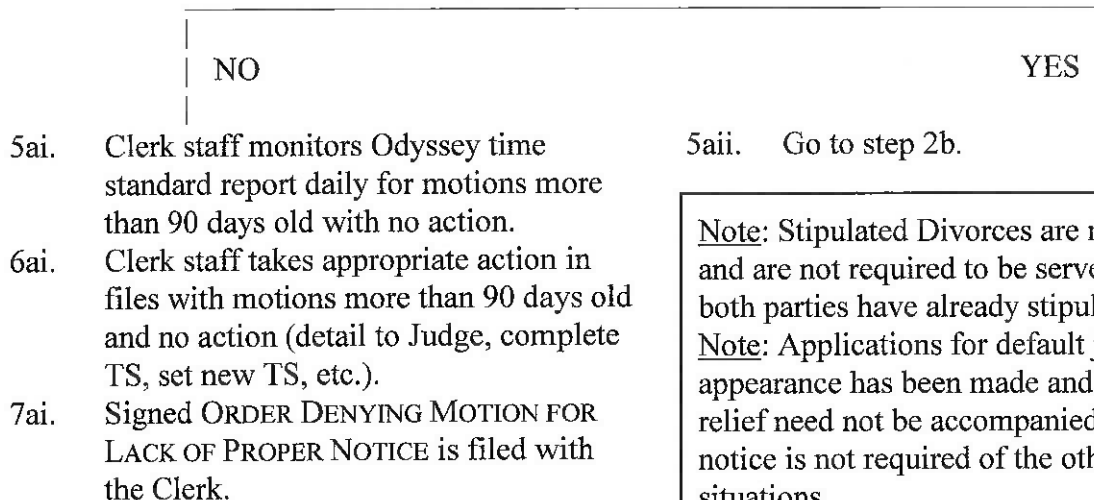 NO
YES
5ai. Clerk staff monitors Odyssey time
standard report daily for motions more
than 90 days old with no action.
6ai. Clerk staff takes appropriate action in
files with motions more than 90 days old
and no action (detail to Judge, complete
TS, set new TS, etc.).
7ai. Signed ORDER DENYING MOTION FOR
LACK OF PROPER NOTICE is filed with
the Clerk.
5aii. Go to step 2b.
Note: Stipulated Divorces are
and are not required to be
both parties have already
Note: Applications for default
appearance has been made and
relief need not be accompanied
notice is not required of the
situations